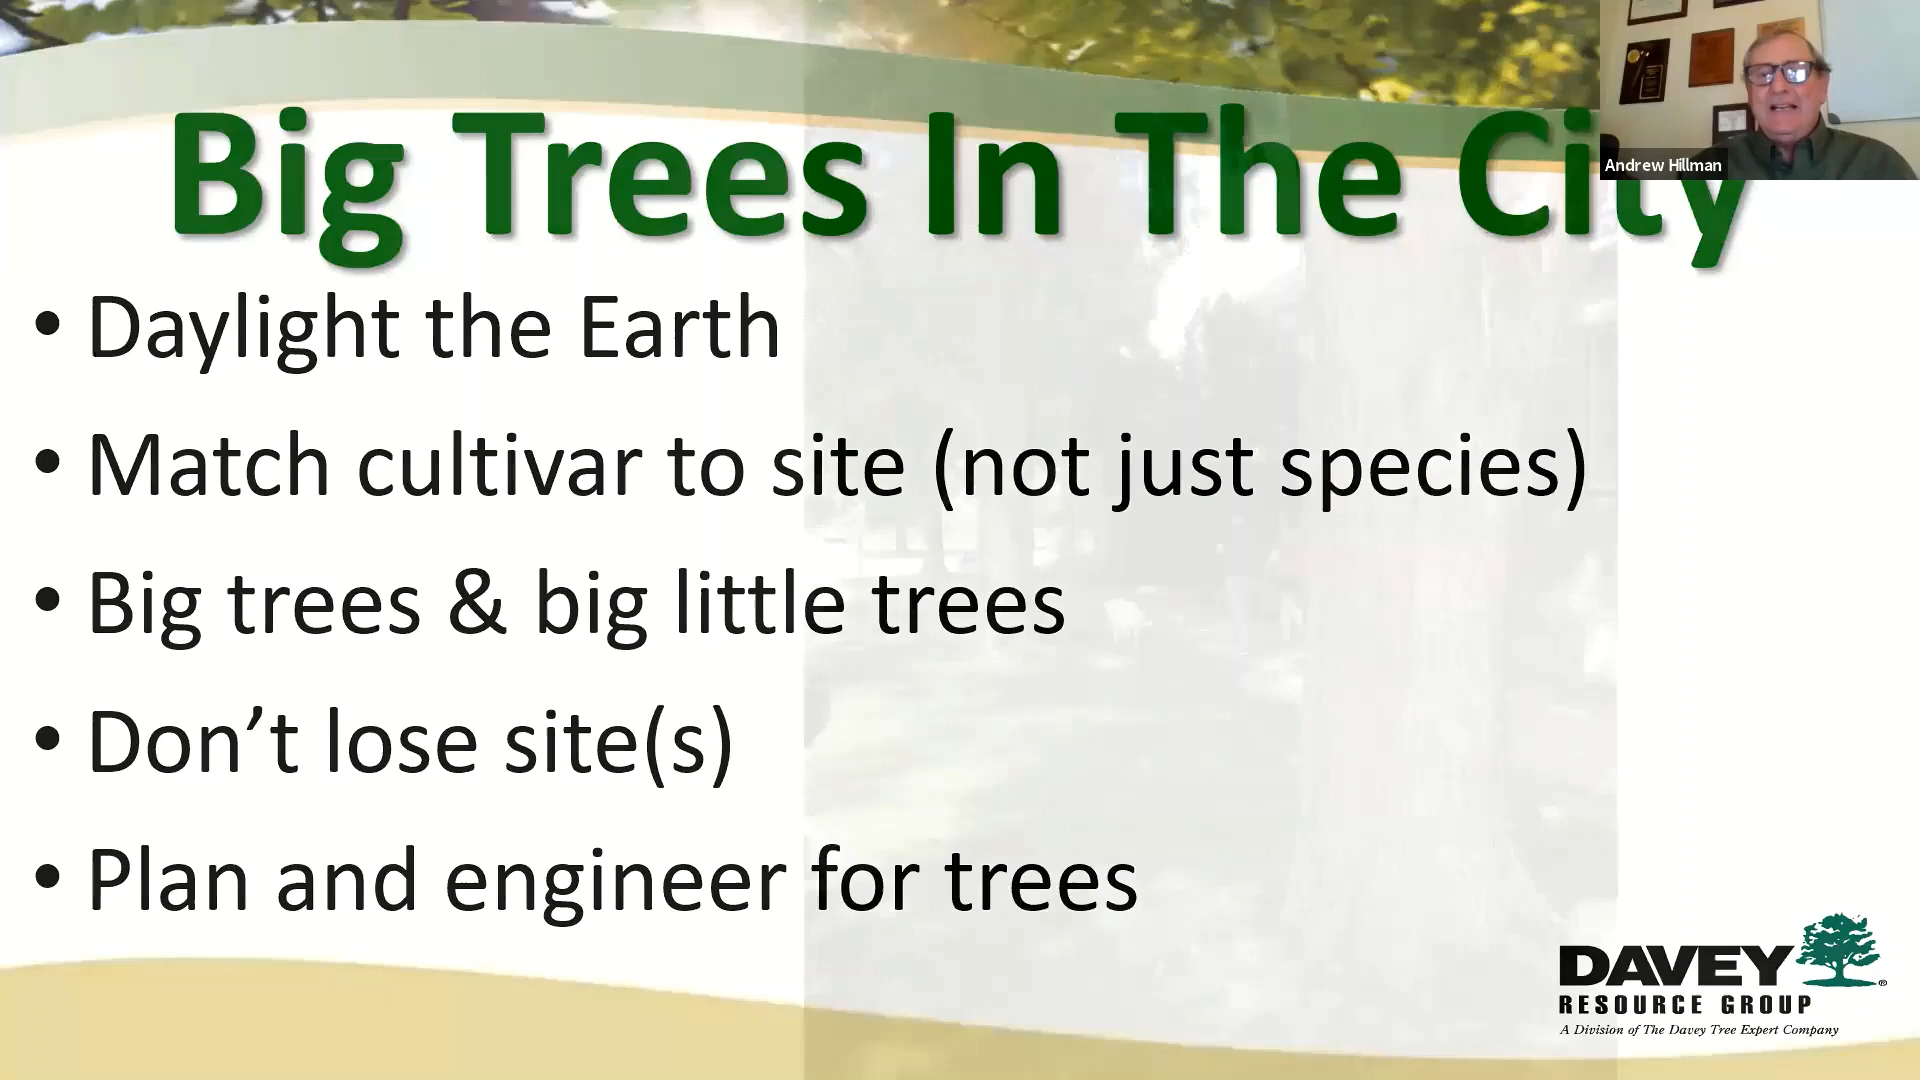 Big Trees In The City
Andrew Hillman
• Daylight the Earth
• Match cultivar to site (not just species)
• Big trees & big little trees
• Don’t lose site(s)
• Plan and engineer for trees
DAVEY
RESOURCE GROUP
A Division of The Davey Tree Expert Company